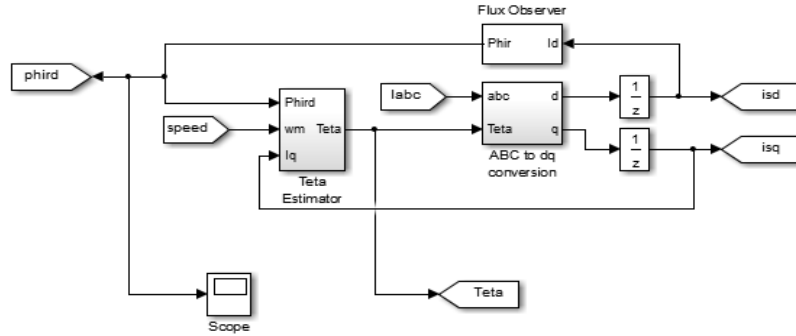 Flux Observer
Phir Id
phird
Phird
wm Teta
Iq
Teta
Estimator
speed
Iabc
abc d
Teta q
ABC to dq
conversion
1
z
1
z
isd
isq
Scope
Teta